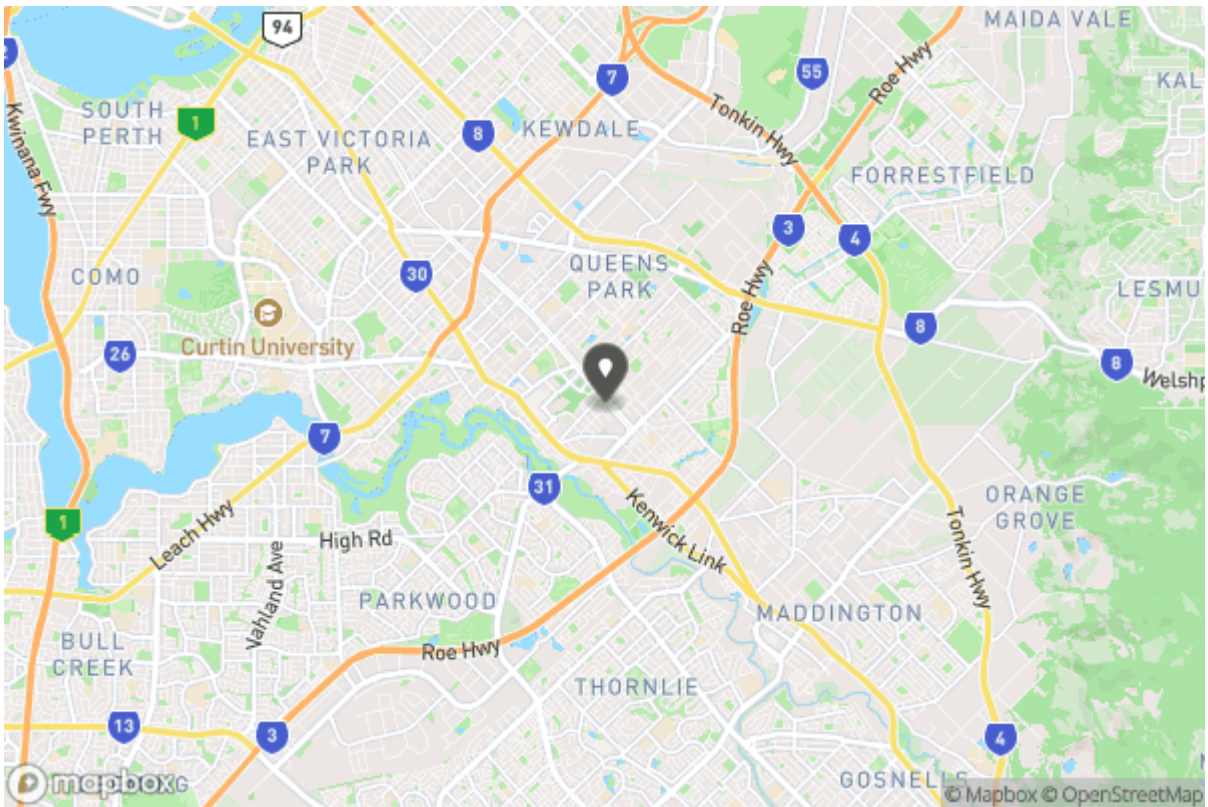 94
MAIDA VALE
55
7
KAL
Roe Hwy
SOUTH
PERTH
1
EAST VICTORIA
PARK
8
KEWDALE
Tonkin Hwy
Kwinana Fwy
FORRESTFIELD
3
4
COMO
30
QUEENS
PARK
Roe Hwy
LESMU
26
Curtin University
8
8
Welshp
7
31
1
Leach Hwy
High Rd
Kenwick Link
ORANGE
GROVE
Tonkin Hwy
Vahland Ave
PARKWOOD
MADDINGTON
BULL
CREEK
Roe Hwy
THORNLIE
13
3
4
GOSNELLS
mapbox
© Mapbox © OpenStreetMap